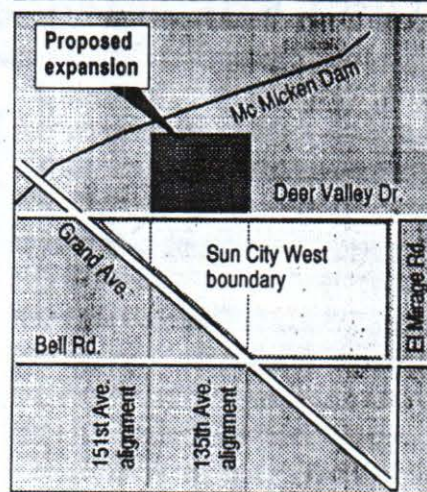 Proposed
expansion
Mc Micken Dam
Deer Valley Dr.
Grand Ave.
Sun City West
boundary
El Mirage Rd.
Bell Rd.
151st Ave.
alignment
135th Ave.
alignment